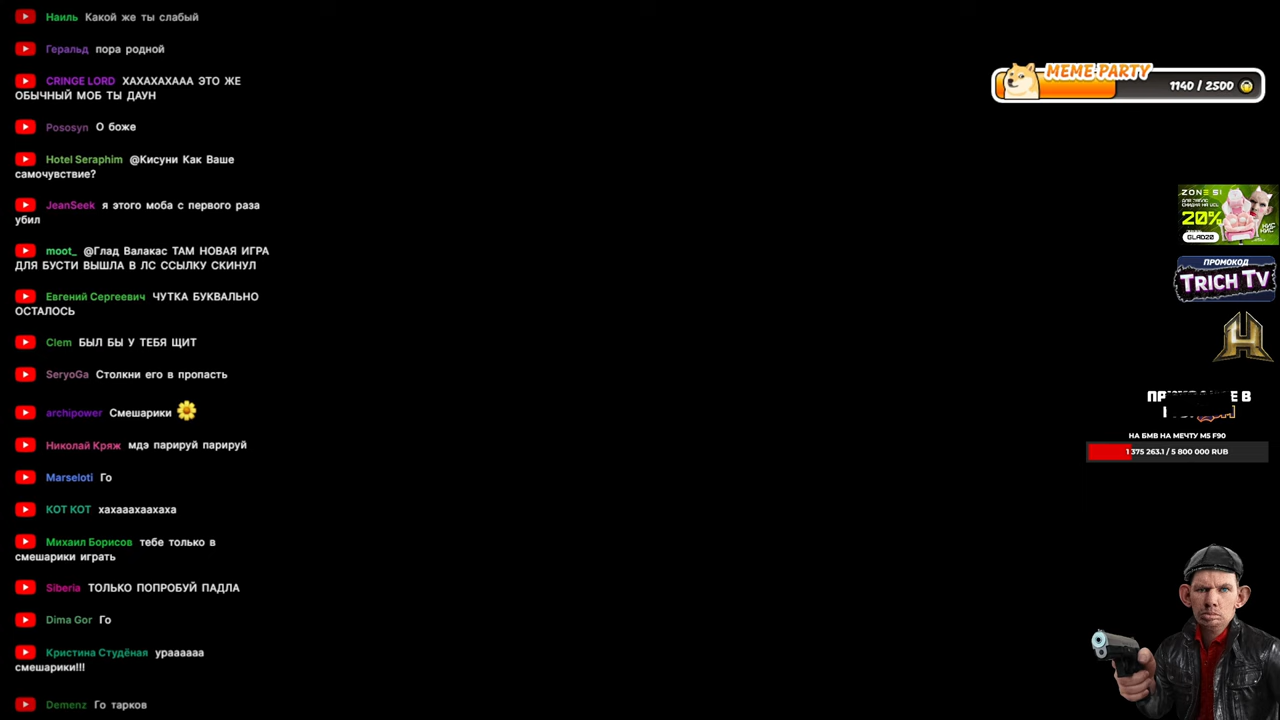 Наиль Какой же ты слабый
Геральд пора родной
CRINGE LORD ХАХАХАХААА ЭТО ЖЕ
ОБЫЧНЫЙ МОБ ТЫ ДАУН
Pososyn О боже
Hotel Seraphim @Кисуни Как Ваше
самочувствие?
JeanSeek я этого моба с первого раза
убил
moot_ @Глад Валакас ТАМ НОВАЯ ИГРА
ДЛЯ БУСТИ ВЫШЛА В ЛС ССЫЛКУ СКИНУЛ
Евгений Сергеевич ЧУТКА БУКВАЛЬНО
ОСТАЛОСЬ
Clem БЫЛ БЫ У ТЕБЯ ЩИТ
SeryoGa Столкни его в пропасть
archipower Смешарики
Николай Кряж мдэ парируй парируй
Marseloti Го
КОТ КОТ хахааахаахаха
Михаил Борисов тебе только в
смешарики играть
Siberia ТОЛЬКО ПОПРОБУЙ ПАДЛА
Dima Gor Го
Кристина Студёная ураааааа
смешарики!!!
Demenz Го тарков
MEME PARTY
1140 / 2500
ZONE 51
20%
GLAD20
ПРОМОКОД
TRICH TV
Е В
НА БМВ НА МЕЧТУ M5 F90
1 375 263.1 / 5 800 000 RUB